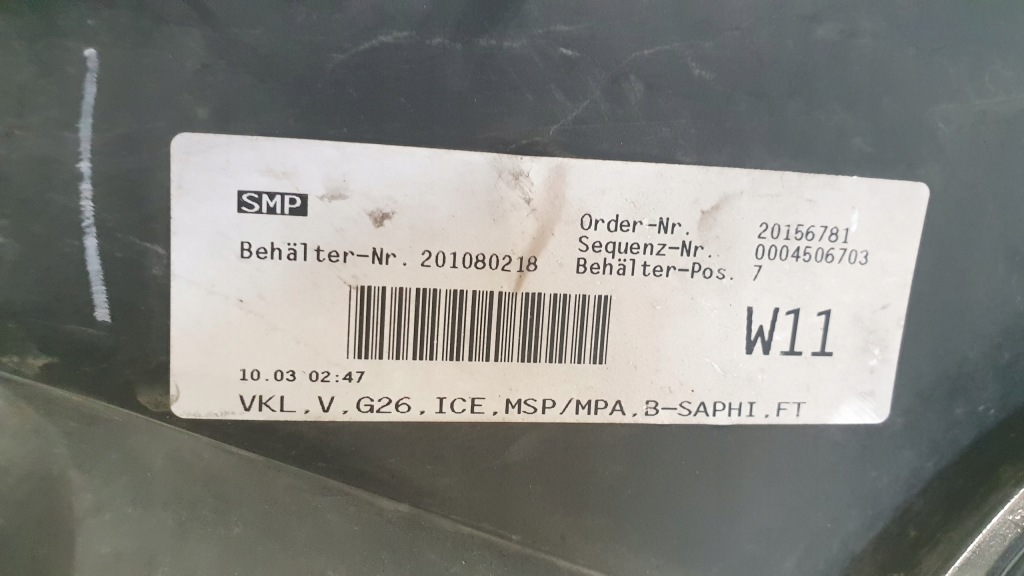 SMP
Order-Nr. 20156781
Sequenz-Nr. 0004506703
Behälter-Nr. 201080218
Behälter-Pos. 7
W11
10.03 02:47
VKL,V,G26,ICE,MSP/MPA,B-SAPHI,FT